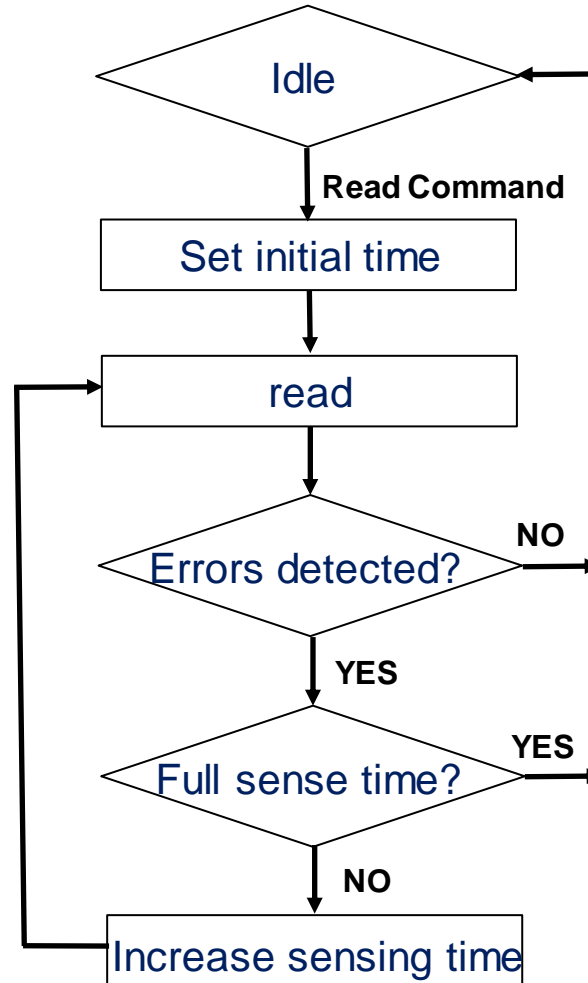 Idle
Read Command
Set initial time
read
NO
Errors detected?
YES
YES
Full sense time?
NO
Increase sensing time